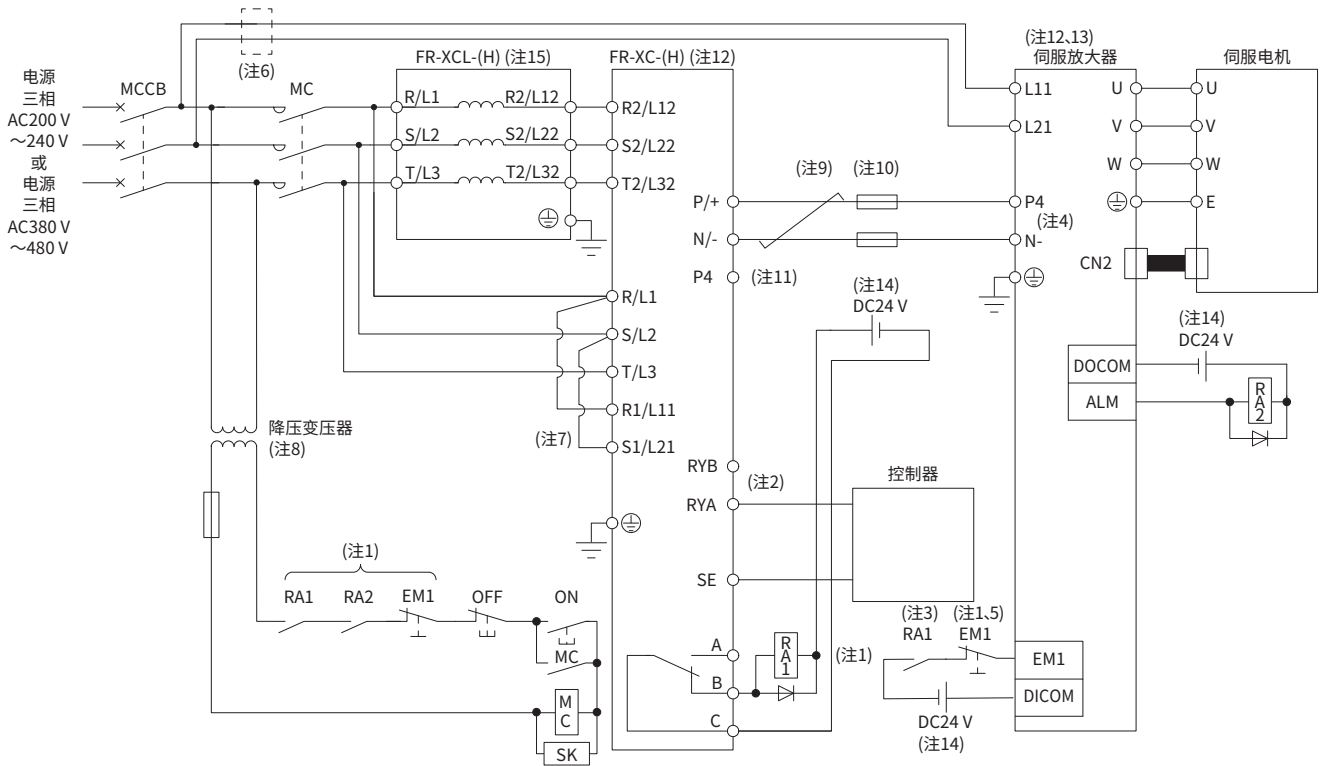 电源
三相
AC200 V
～240 V
或
电源
三相
AC380 V
～480 V
MCCB
(注6)
MC
FR-XCL-(H) (注15)
R/L1
R2/L12
S/L2
S2/L22
T/L3
T2/L32
FR-XC-(H) (注12)
R2/L12
S2/L22
T2/L32
R/L1
S/L2
T/L3
R1/L11
S1/L21
(注7)
P/+
N/-
P4
(注11)
(注9)
(注10)
(注12、13)
伺服放大器
L11
L21
P4
(注4)
N-
U
V
W
CN2
伺服电机
U
V
W
E
(注14)
DC24 V
(注14)
DC24 V
DOCOM
ALM
RA2
降压变压器
(注8)
RYB
RYA
(注2)
SE
控制器
(注1)
RA1
RA2
EM1
OFF
ON
MC
MC
SK
A
B
C
RA1
(注1)
(注3)
RA1
(注1、5)
EM1
EM1
DICOM
DC24 V
(注14)